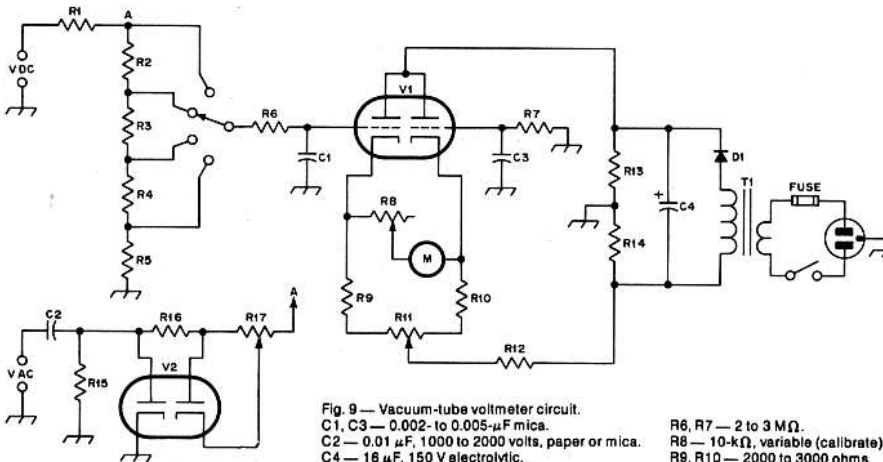 R1
A
VDC
R2
R3
R4
R5
R6
C1
V1
C3
R7
R8
M
R9
R10
R11
R12
R13
R14
C4
+
D1
T1
FUSE
C2
VAC
R15
R16
V2
R17
A
Fig. 9 — Vacuum-tube voltmeter circuit.
C1, C3 — 0.002- to 0.005-μF mica.
C2 — 0.01 μF, 1000 to 2000 volts, paper or mica.
C4 — 16 μF, 150 V electrolytic.
R6, R7 — 2 to 3 MΩ.
R8 — 10-kΩ, variable (calibrate)
R9, R10 — 2000 to 3000 ohms.